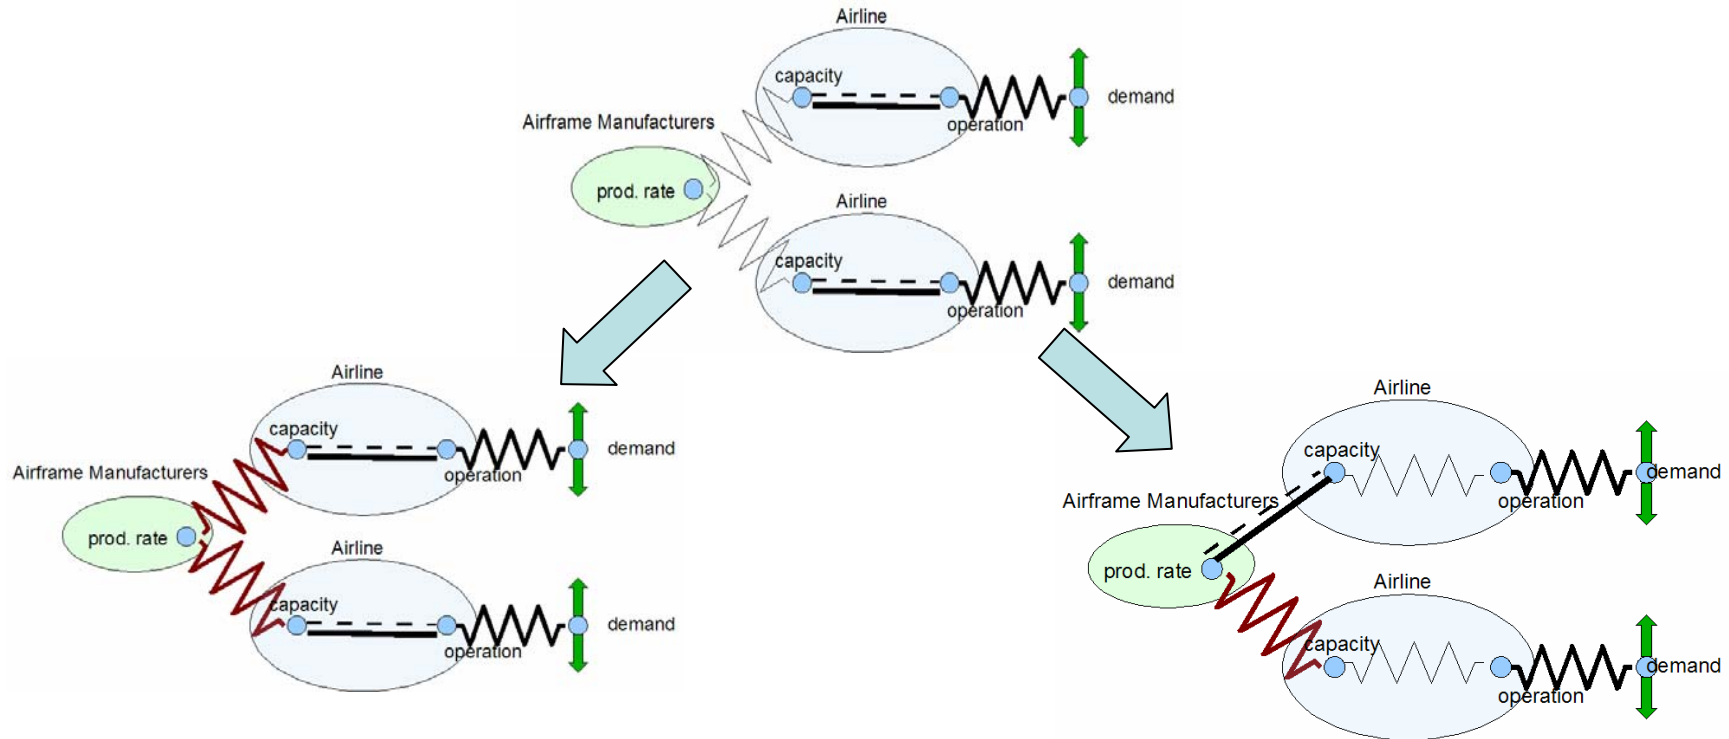 Airline
capacity
demand
operation
Airframe Manufacturers
prod. rate
Airline
capacity
demand
operation
Airline
capacity
demand
operation
Airframe Manufacturers
prod. rate
Airline
capacity
demand
operation
Airline
capacity
demand
operation
Airframe Manufacturers
prod. rate
Airline
capacity
demand
operation